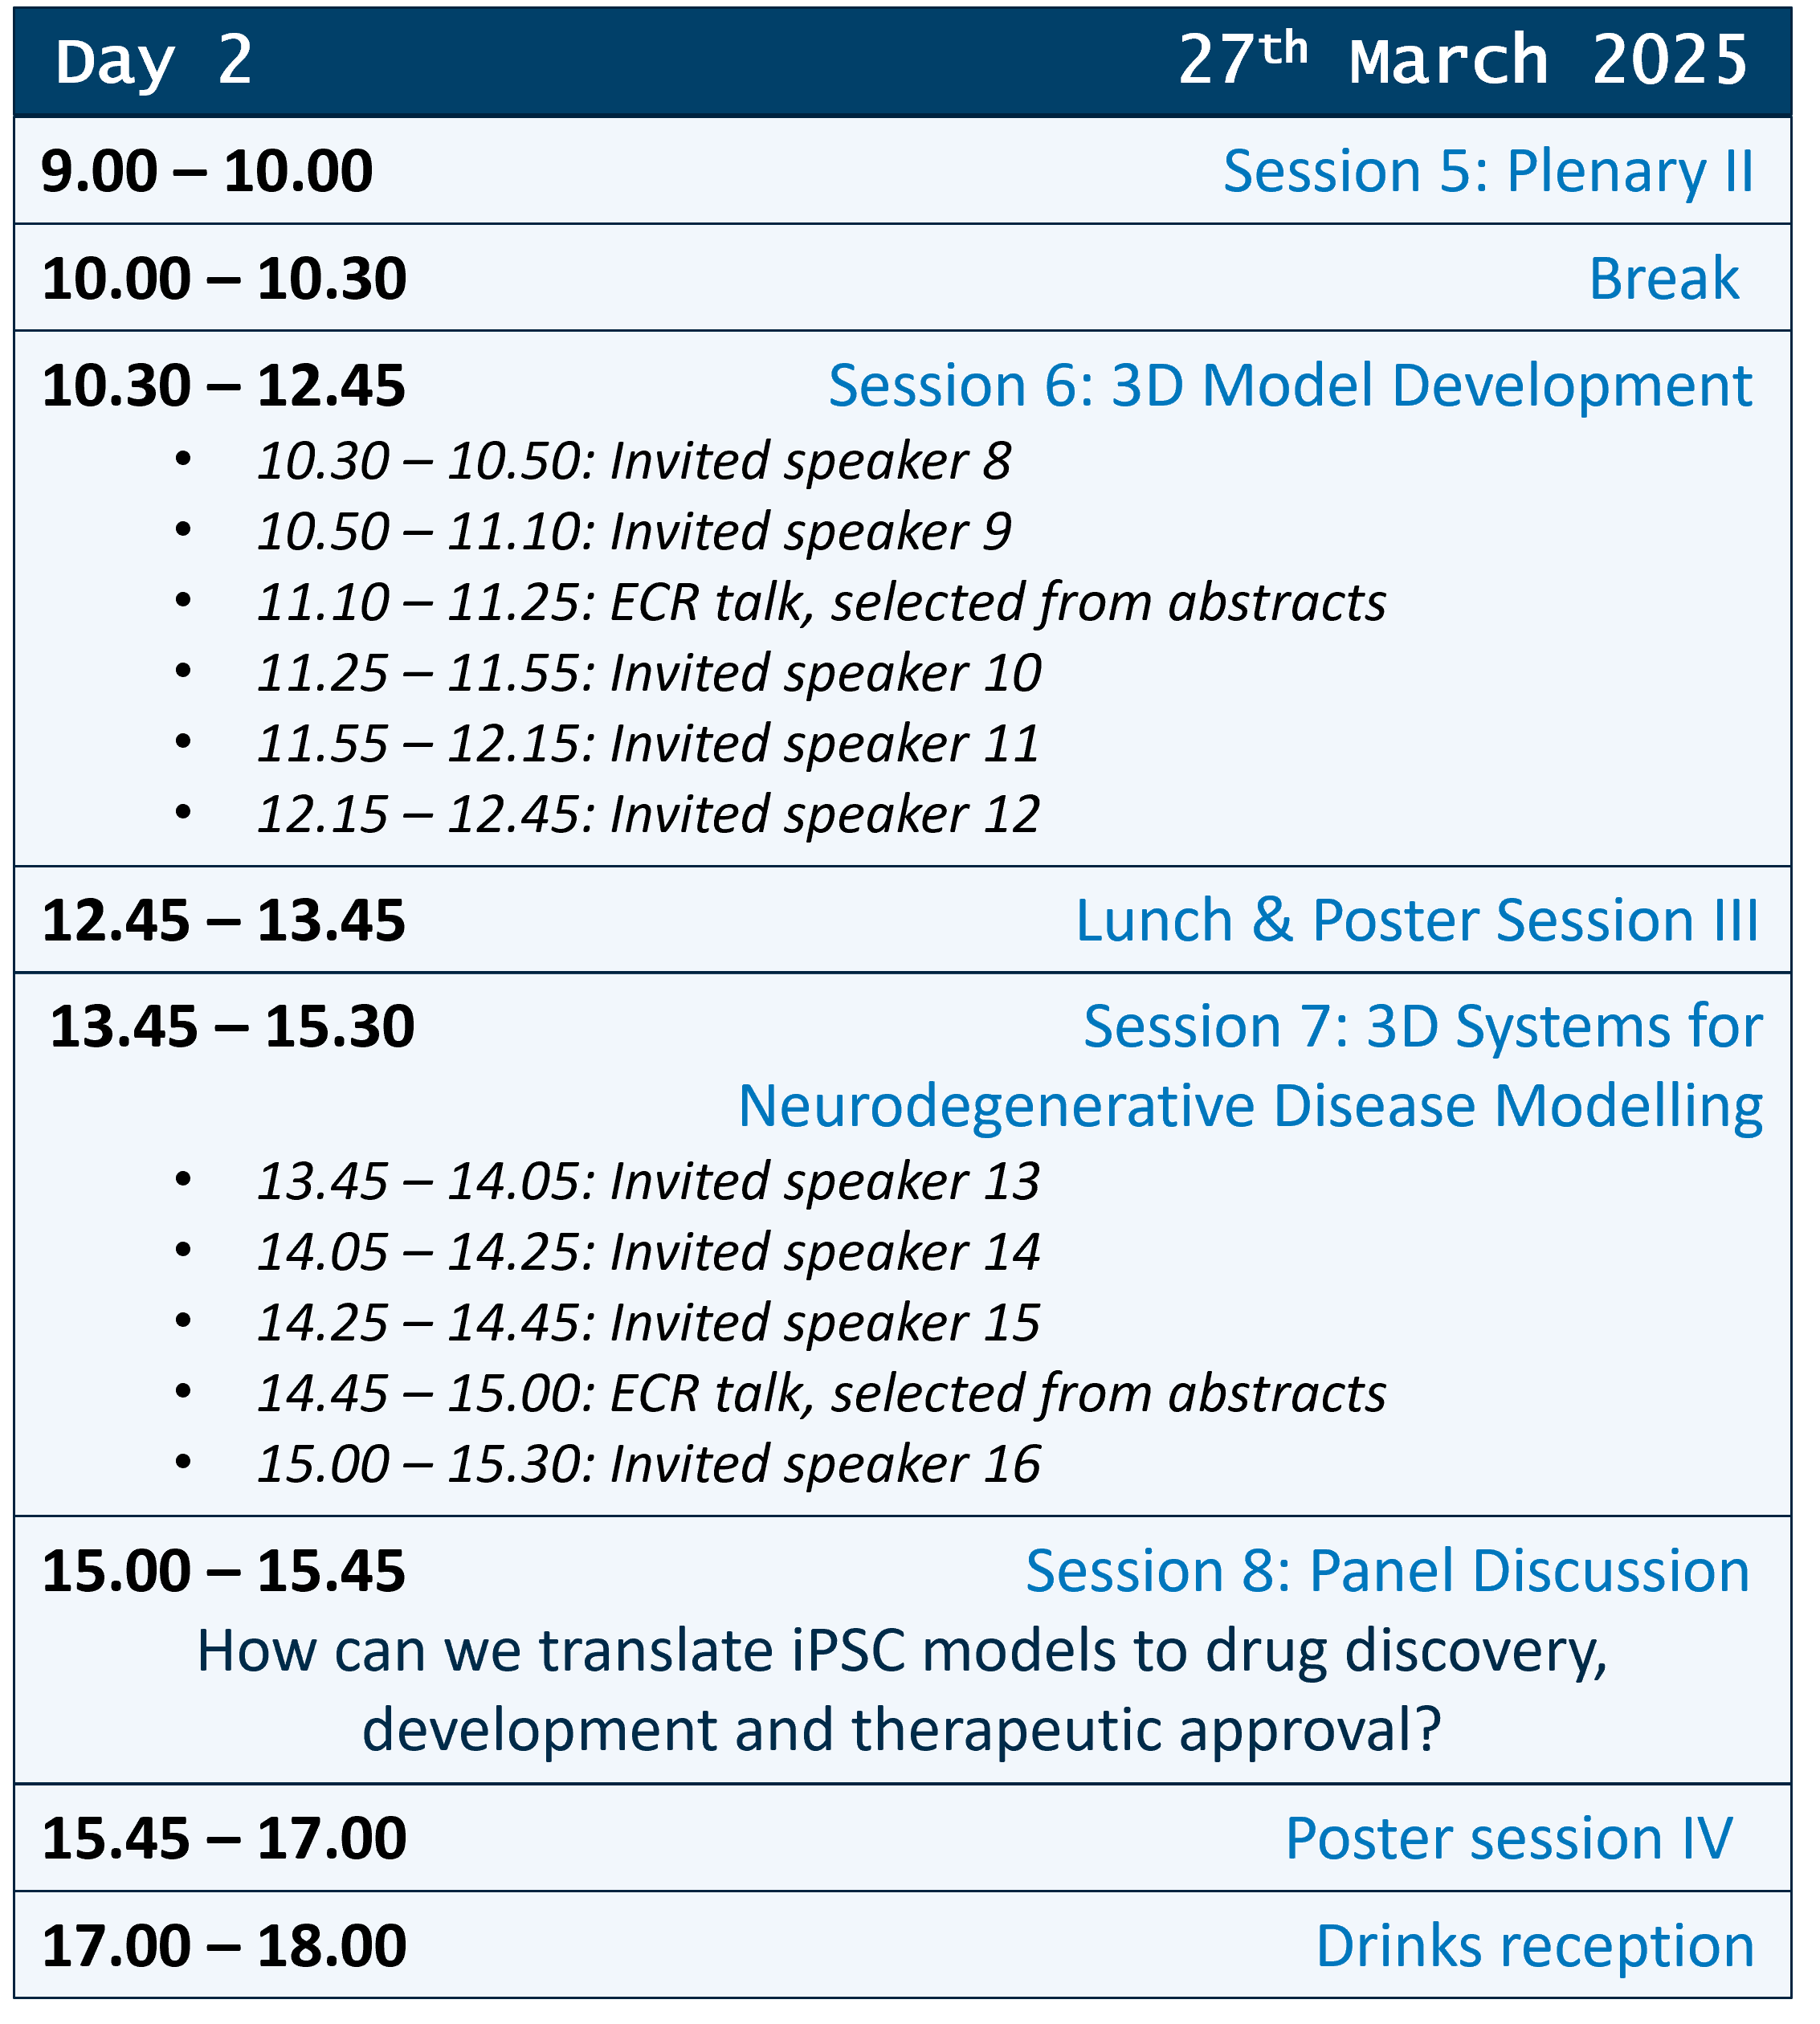 Day 2 27th March 2025
9.00 – 10.00 Session 5: Plenary II
10.00 – 10.30 Break
10.30 – 12.45 Session 6: 3D Model Development
• 10.30 – 10.50: Invited speaker 8
• 10.50 – 11.10: Invited speaker 9
• 11.10 – 11.25: ECR talk, selected from abstracts
• 11.25 – 11.55: Invited speaker 10
• 11.55 – 12.15: Invited speaker 11
• 12.15 – 12.45: Invited speaker 12
12.45 – 13.45 Lunch & Poster Session III
13.45 – 15.30 Session 7: 3D Systems for
Neurodegenerative Disease Modelling
• 13.45 – 14.05: Invited speaker 13
• 14.05 – 14.25: Invited speaker 14
• 14.25 – 14.45: Invited speaker 15
• 14.45 – 15.00: ECR talk, selected from abstracts
• 15.00 – 15.30: Invited speaker 16
15.00 – 15.45 Session 8: Panel Discussion
How can we translate iPSC models to drug discovery,
development and therapeutic approval?
15.45 – 17.00 Poster session IV
17.00 – 18.00 Drinks reception